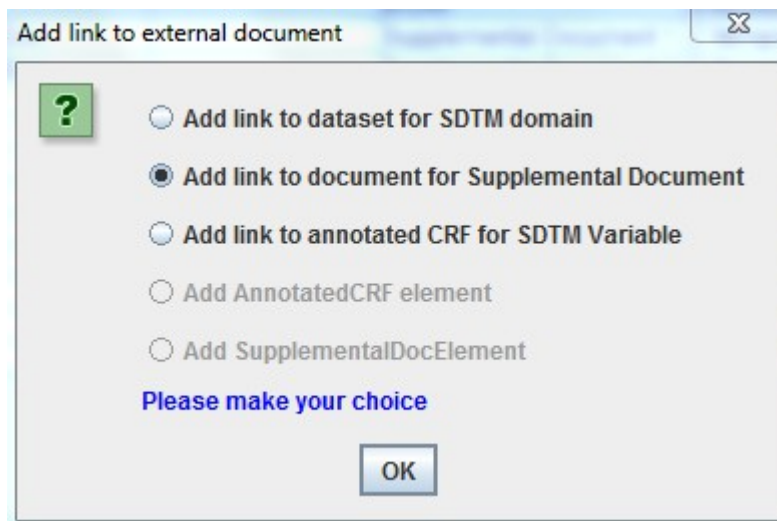 Add link to external document
?
Add link to dataset for SDTM domain
Add link to document for Supplemental Document
Add link to annotated CRF for SDTM Variable
Add AnnotatedCRF element
Add SupplementalDocElement
Please make your choice
OK